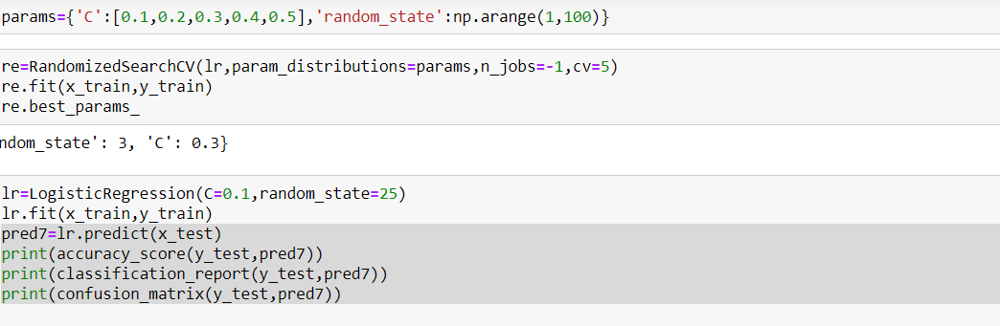 params={'C':[0.1,0.2,0.3,0.4,0.5],'random_state':np.arange(1,100)}
re=RandomizedSearchCV(lr,param_distributions=params,n_jobs=-1,cv=5)
re.fit(x_train,y_train)
re.best_params_
ndom_state': 3, 'C': 0.3}
lr=LogisticRegression(C=0.1,random_state=25)
lr.fit(x_train,y_train)
pred7=lr.predict(x_test)
print(accuracy_score(y_test,pred7))
print(classification_report(y_test,pred7))
print(confusion_matrix(y_test,pred7))